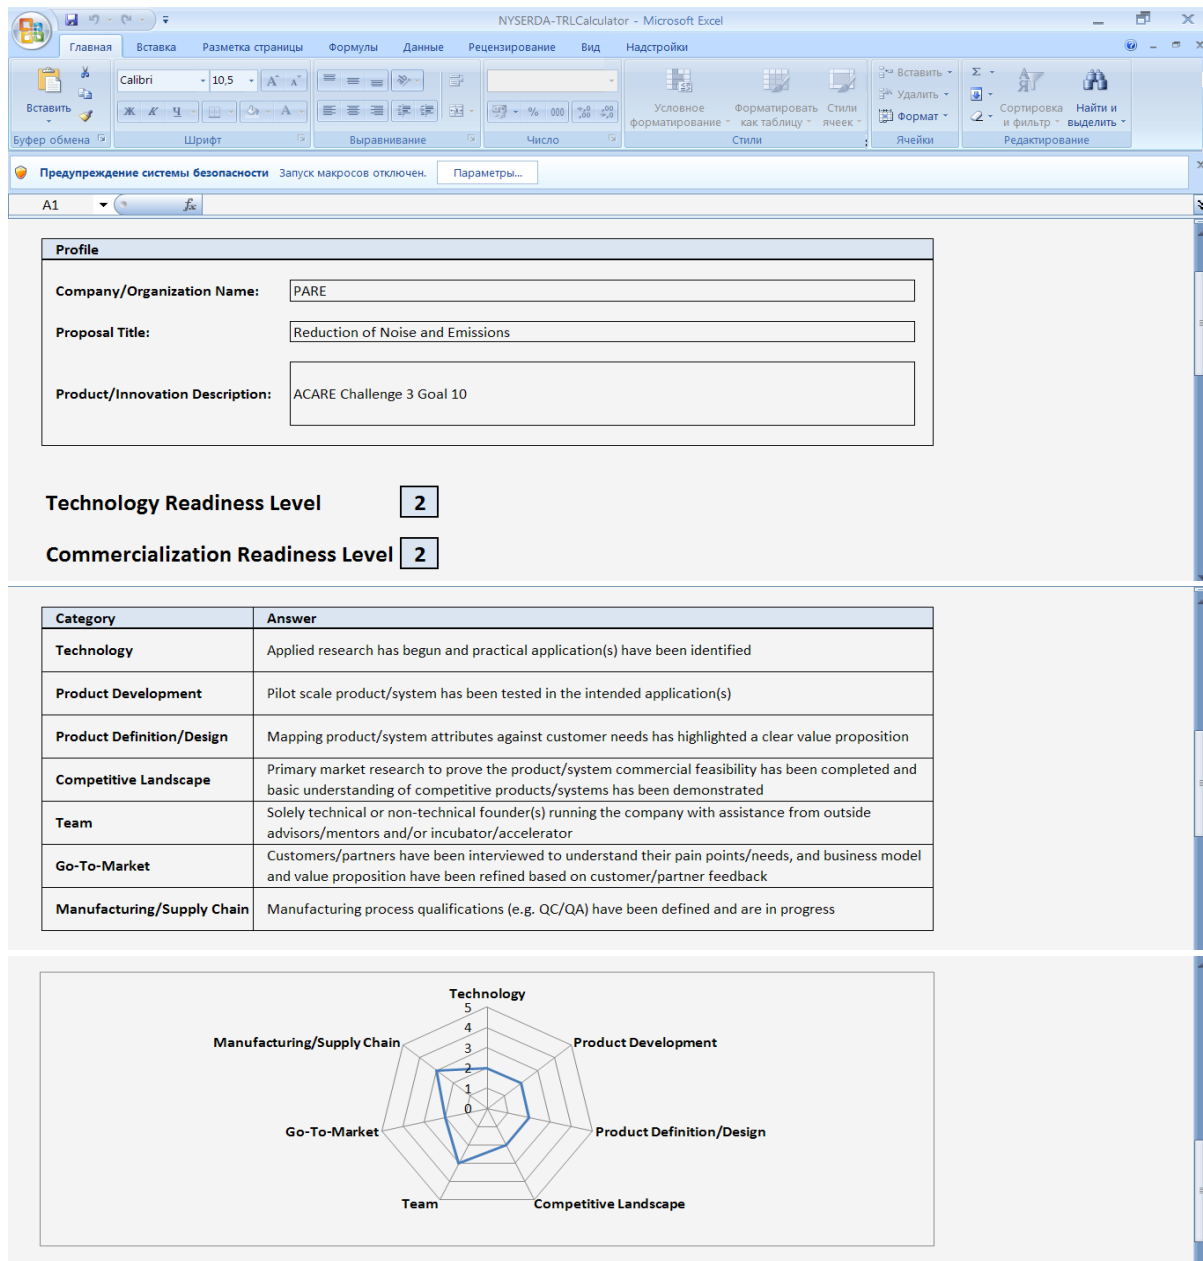 NYSERDA-TRLCalculator - Microsoft Excel
Главная Вставка Разметка страницы Формулы Данные Рецензирование Вид Надстройки
Вставить
Буфер обмена
Calibri 10,5 A A
Ж К Ч A
Шрифт
Выравнивание
% 000 ,00 ,00
Число
Условное форматирование
Форматировать как таблицу
Стили ячеек
Стили
Вставить
Удалить
Формат
Ячейки
Σ
Сортировка и фильтр
Найти и выделить
Редактирование
Предупреждение системы безопасности Запуск макросов отключен. Параметры...
A1 fx
Profile
Company/Organization Name: PARE
Proposal Title: Reduction of Noise and Emissions
Product/Innovation Description: ACARE Challenge 3 Goal 10
Technology Readiness Level 2
Commercialization Readiness Level 2
Category Answer
Technology Applied research has begun and practical application(s) have been identified
Product Development Pilot scale product/system has been tested in the intended application(s)
Product Definition/Design Mapping product/system attributes against customer needs has highlighted a clear value proposition
Competitive Landscape Primary market research to prove the product/system commercial feasibility has been completed and
basic understanding of competitive products/systems has been demonstrated
Team Solely technical or non-technical founder(s) running the company with assistance from outside
advisors/mentors and/or incubator/accelerator
Go-To-Market Customers/partners have been interviewed to understand their pain points/needs, and business model
and value proposition have been refined based on customer/partner feedback
Manufacturing/Supply Chain Manufacturing process qualifications (e.g. QC/QA) have been defined and are in progress
Technology
5
4
Manufacturing/Supply Chain Product Development
3
2
1
0
Go-To-Market Product Definition/Design
Team Competitive Landscape